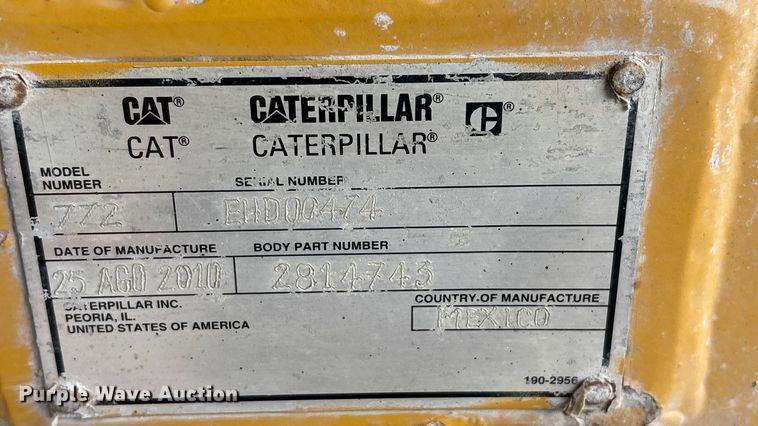 CAT® CATERPILLAR® ®
CAT® CATERPILLAR®
MODEL NUMBER SERIAL NUMBER
772 EHD00474
DATE OF MANUFACTURE BODY PART NUMBER
25 AGO 2010 2814743
CATERPILLAR INC. COUNTRY OF MANUFACTURE
PEORIA, IL. MEXICO
UNITED STATES OF AMERICA
190-2956
Purple Wave Auction